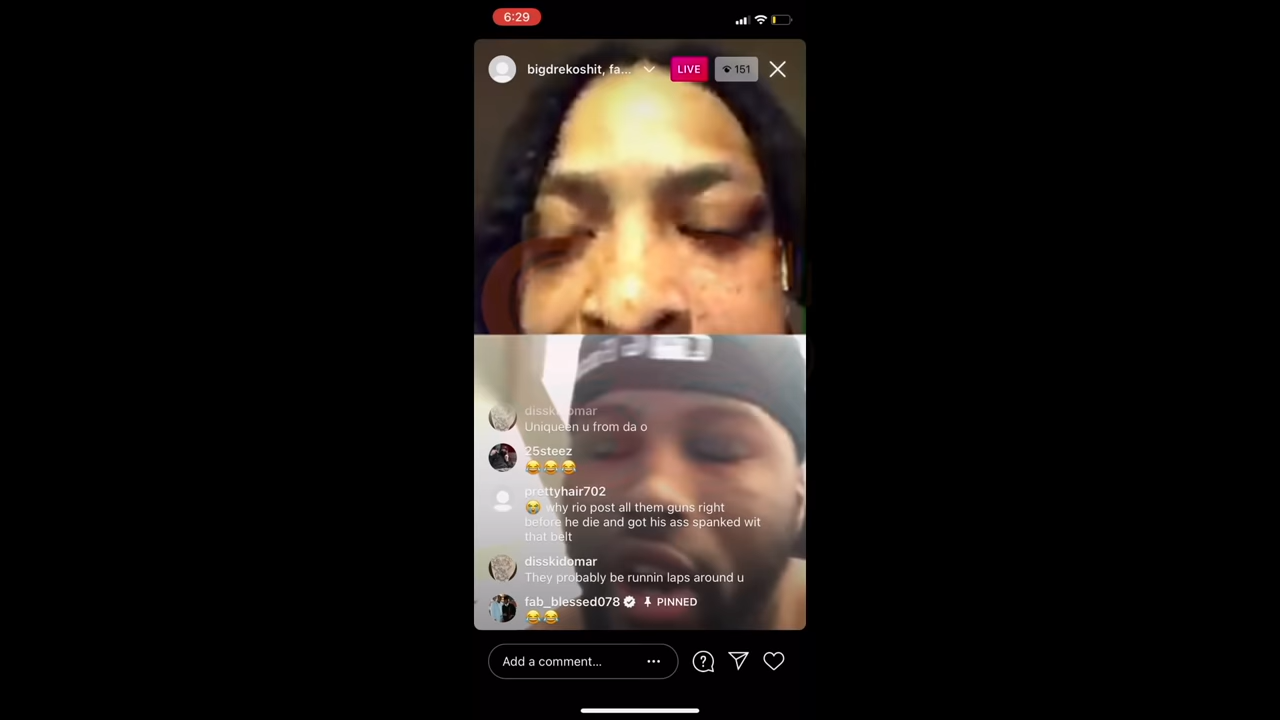 6:29
bigdrekoshit, fa...
LIVE
151
disskidomar
Uniqueen u from da o
25steez
😂😂😂
prettyhair702
😭 why rio post all them guns right
before he die and got his ass spanked wit
that belt
disskidomar
They probably be runnin laps around u
fab_blessed078 PINNED
😂😂
Add a comment...